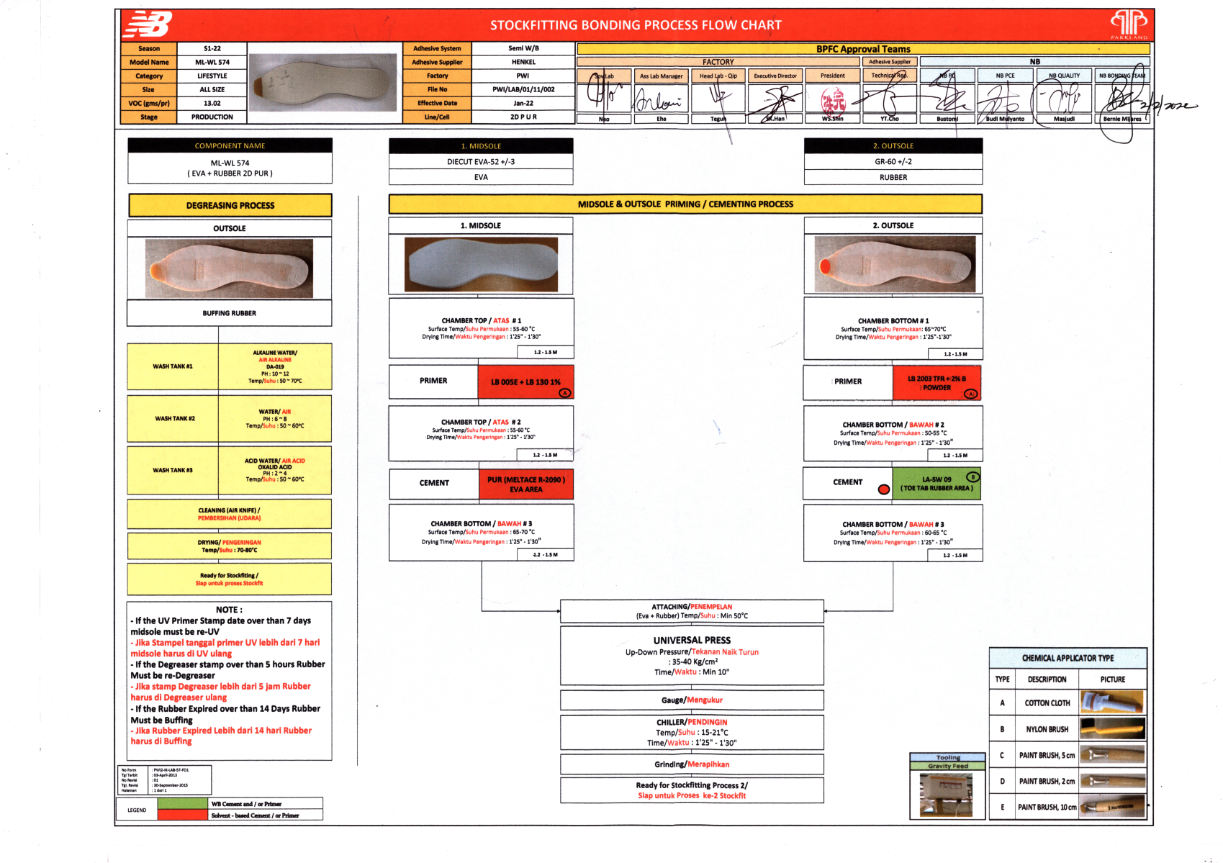 NB
STOCKFITTING BONDING PROCESS FLOW CHART
PARKLAND
Season S1-22
Model Name ML-WL 574
Category LIFESTYLE
Size ALL SIZE
VOC (gms/pr) 13.02
Stage PRODUCTION
Adhesive System Semi W/B
Adhesive Supplier HENKEL
Factory PWI
File No PWI/LAB/01/11/002
Effective Date Jan-22
Line/Cell 2D P U R
BPFC Approval Teams
FACTORY Adhesive Supplier NB
Ass Lab Manager Head Lab - Qip Executive Director President Technical Rep. NB PCE NB QUALITY NB BONDING TEAM
Eha Teguh SK.Han WS.Shin YT.Cho Bustomi Budi Mulyanto Masjudi Bernie Mijares
2/2/2022
COMPONENT NAME
ML-WL 574
( EVA + RUBBER 2D PUR )
1. MIDSOLE
DIECUT EVA-52 +/-3
EVA
2. OUTSOLE
GR-60 +/-2
RUBBER
DEGREASING PROCESS
OUTSOLE
BUFFING RUBBER
WASH TANK #1
ALKALINE WATER/
AIR ALKALINE
DA-019
PH : 10 ~ 12
Temp/Suhu : 50 ~ 70°C
WASH TANK #2
WATER/ AIR
PH : 6 ~ 8
Temp/Suhu : 50 ~ 60°C
WASH TANK #3
ACID WATER/ AIR ACID
OXALID ACID
PH : 2 ~ 4
Temp/Suhu : 50 ~ 60°C
CLEANING (AIR KNIFE) /
PEMBERSIHAN (UDARA)
DRYING/ PENGERINGAN
Temp/Suhu : 70-80°C
Ready for Stockfitting /
Siap untuk proses Stockfit
NOTE :
- If the UV Primer Stamp date over than 7 days
midsole must be re-UV
- Jika Stampel tanggal primer UV lebih dari 7 hari
midsole harus di UV ulang
- If the Degreaser stamp over than 5 hours Rubber
Must be re-Degreaser
- Jika stamp Degreaser lebih dari 5 jam Rubber
harus di Degreaser ulang
- If the Rubber Expired over than 14 Days Rubber
Must be Buffing
- Jika Rubber Expired Lebih dari 14 hari Rubber
harus di Buffing
No Form : PWI2-IK-LAB-ST-F01
Tgl Terbit : 03-April-2013
No Revisi : 01
Tgl. Revisi : 30-September-2015
Halaman : 1 dari 1
LEGEND
WB Cement and / or Primer
Solvent - based Cement / or Primer
MIDSOLE & OUTSOLE PRIMING / CEMENTING PROCESS
1. MIDSOLE
CHAMBER TOP / ATAS # 1
Surface Temp/Suhu Permukaan : 55-60 °C
Drying Time/Waktu Pengeringan : 1'25" - 1'30"
1.2 - 1.5 M
PRIMER
LB 005E + LB 130 1%
A
CHAMBER TOP / ATAS # 2
Surface Temp/Suhu Permukaan : 55-60 °C
Drying Time/Waktu Pengeringan : 1'25" - 1'30"
1.2 - 1.5 M
CEMENT
PUR (MELTACE R-2090 )
EVA AREA
CHAMBER BOTTOM / BAWAH # 3
Surface Temp/Suhu Permukaan : 65-70 °C
Drying Time/Waktu Pengeringan : 1'25" - 1'30"
1.2 - 1.5 M
2. OUTSOLE
CHAMBER BOTTOM # 1
Surface Temp/Suhu Permukaan: 65~70°C
Drying Time/Waktu Pengeringan : 1'25"-1'30"
1.2 - 1.5 M
PRIMER
LB 2003 TFR + 2% B
POWDER
A
CHAMBER BOTTOM / BAWAH # 2
Surface Temp/Suhu Permukaan : 50-55 °C
Drying Time/Waktu Pengeringan : 1'25" - 1'30"
1.2 - 1.5 M
CEMENT
LA-SW 09
( TOE TAB RUBBER AREA )
B
CHAMBER BOTTOM / BAWAH # 3
Surface Temp/Suhu Permukaan : 60-65 °C
Drying Time/Waktu Pengeringan : 1'25" - 1'30"
1.2 - 1.5 M
ATTACHING/PENEMPELAN
(Eva + Rubber) Temp/Suhu : Min 50°C
UNIVERSAL PRESS
Up-Down Pressure/Tekanan Naik Turun
: 35-40 Kg/cm²
Time/Waktu : Min 10"
Gauge/Mengukur
CHILLER/PENDINGIN
Temp/Suhu : 15-21°C
Time/Waktu : 1'25" - 1'30"
Grinding/Merapihkan
Ready for Stockfitting Process 2/
Siap untuk Proses ke-2 Stockfit
Tooling
Gravity Feed
CHEMICAL APPLICATOR TYPE
TYPE DESCRIPTION PICTURE
A COTTON CLOTH
B NYLON BRUSH
C PAINT BRUSH, 5 cm
D PAINT BRUSH, 2 cm
E PAINT BRUSH, 10 cm